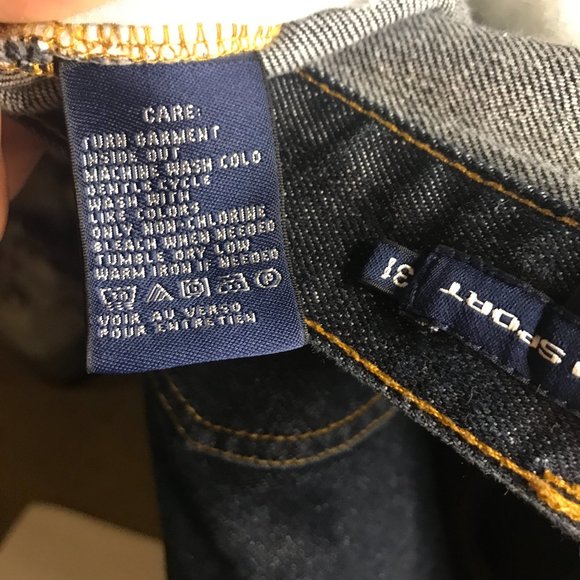 CARE:
TURN GARMENT
INSIDE OUT
MACHINE WASH COLD
GENTLE CYCLE
WASH WITH
LIKE COLORS
ONLY NON-CHLORINE
BLEACH WHEN NEEDED
TUMBLE DRY LOW
WARM IRON IF NEEDED
VOIR AU VERSO
POUR ENTRETIEN
31
SPORT